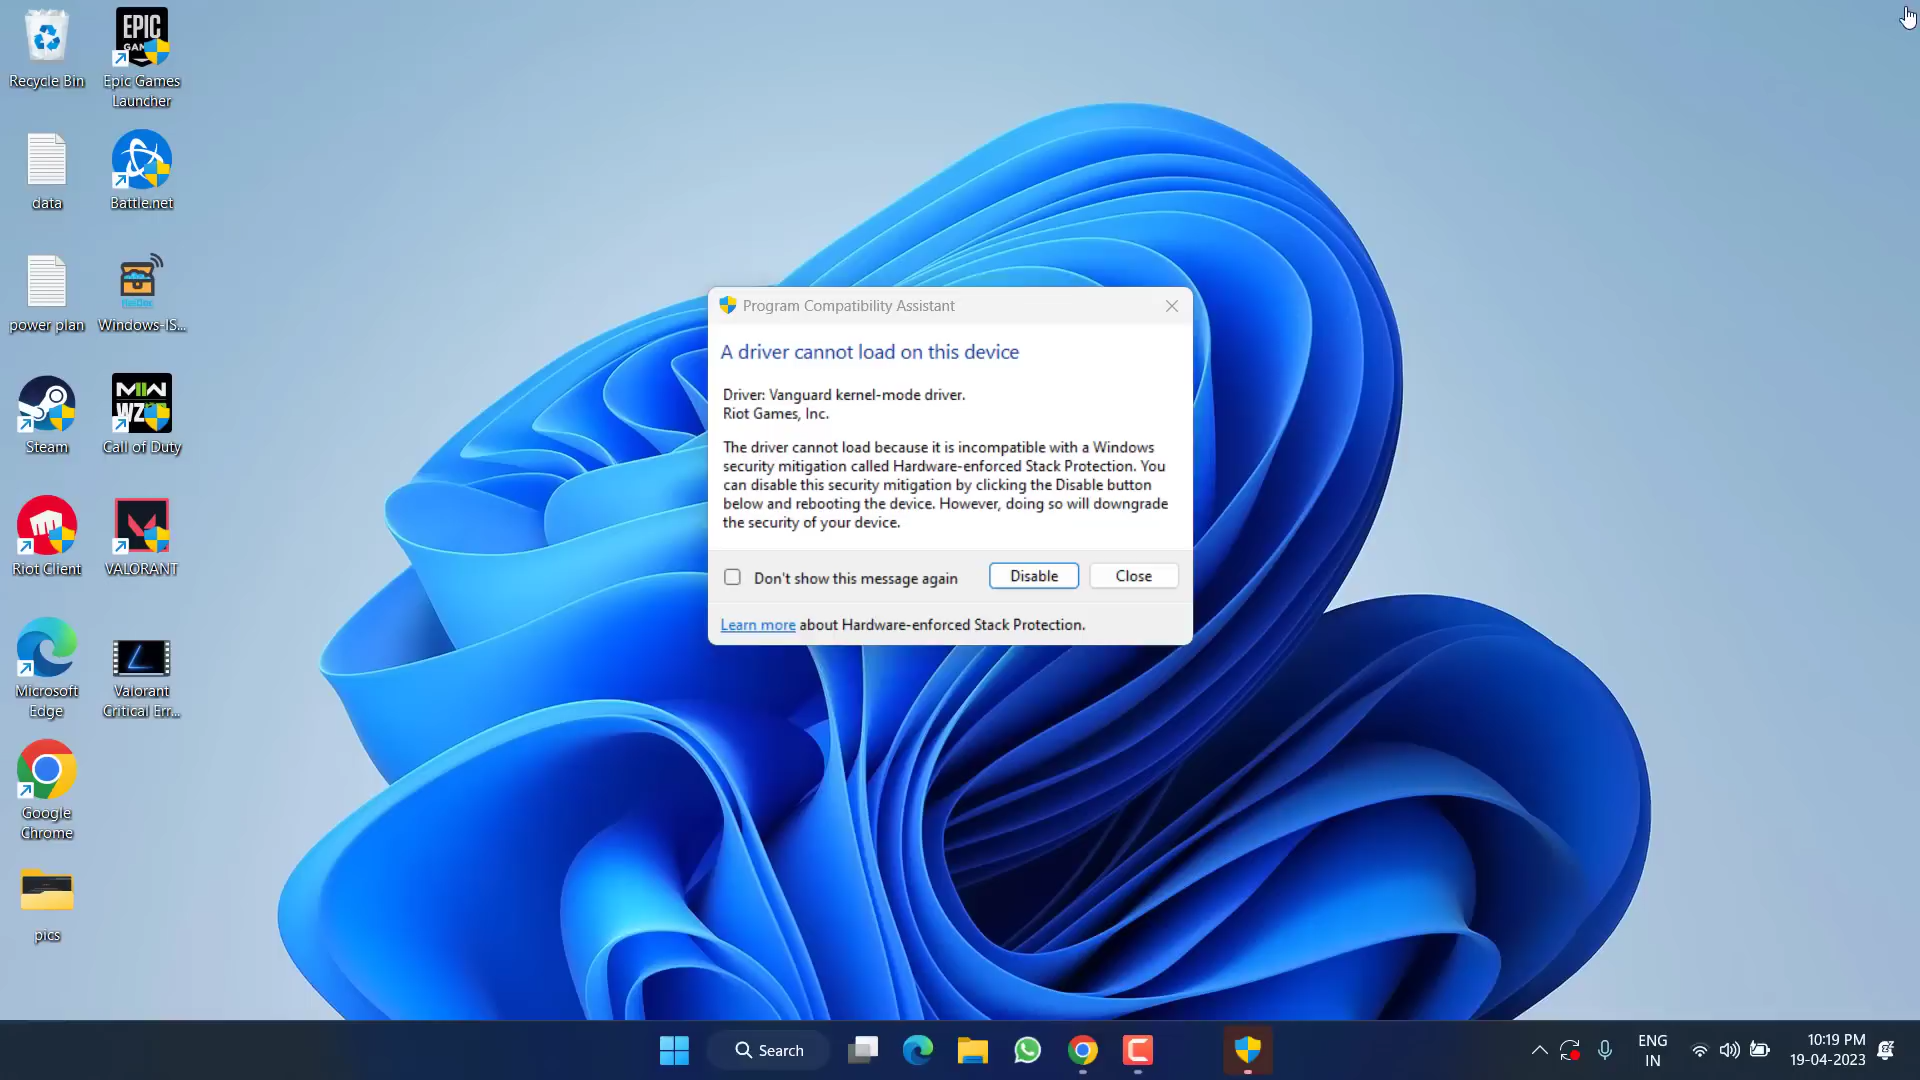 Recycle Bin
EPIC
GAMES
Epic Games
Launcher
data
Battle.net
power plan
Windows-IS...
Steam
MW
WZ
Call of Duty
Riot Client
VALORANT
Microsoft
Edge
Valorant
Critical Err...
Google
Chrome
pics
Program Compatibility Assistant
A driver cannot load on this device
Driver: Vanguard kernel-mode driver.
Riot Games, Inc.
The driver cannot load because it is incompatible with a Windows
security mitigation called Hardware-enforced Stack Protection. You
can disable this security mitigation by clicking the Disable button
below and rebooting the device. However, doing so will downgrade
the security of your device.
Don't show this message again
Disable
Close
Learn more about Hardware-enforced Stack Protection.
Search
ENG
IN
10:19 PM
19-04-2023